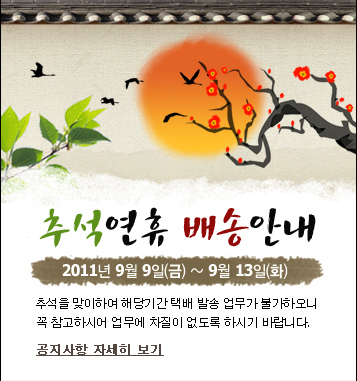 추석연휴 배송안내
2011년 9월 9일(금) ~ 9월 13일(화)
추석을 맞이하여 해당기간 택배 발송 업무가 불가하오니
꼭 참고하시어 업무에 차질이 없도록 하시기 바랍니다.
공지사항 자세히 보기